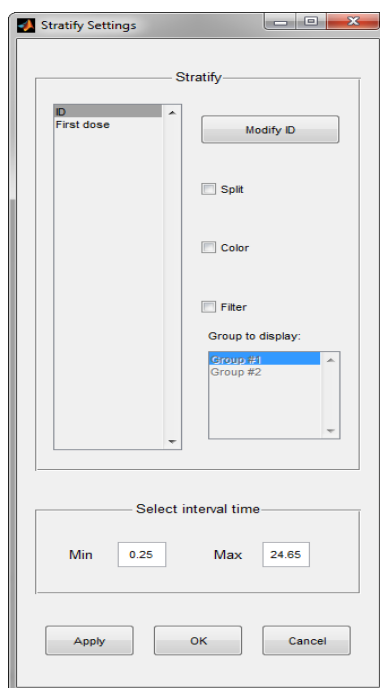 Stratify Settings
Stratify
ID
First dose
Modify ID
Split
Color
Filter
Group to display:
Group #1
Group #2
Select interval time
Min 0.25 Max 24.65
Apply OK Cancel